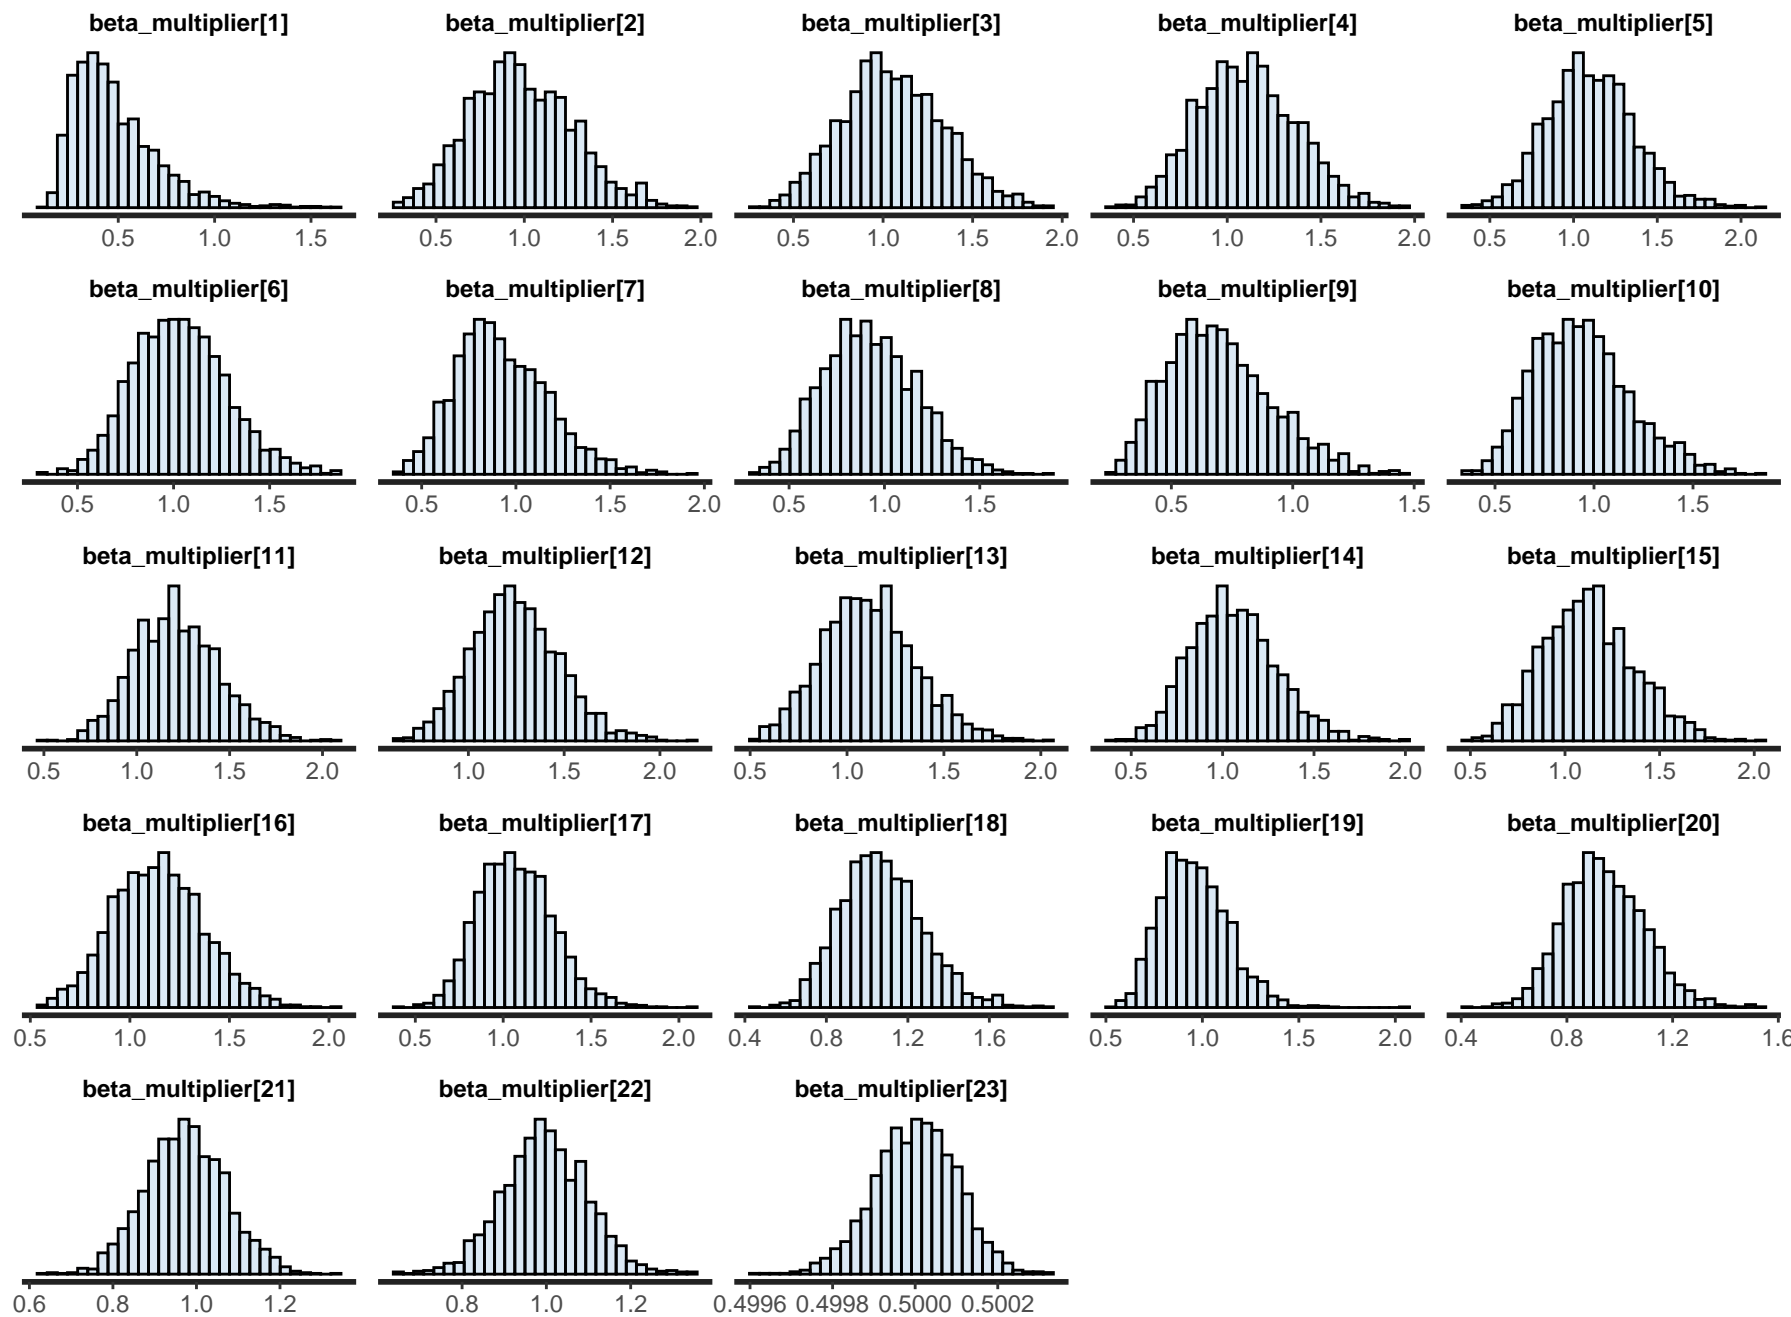 beta_multiplier[1] beta_multiplier[2] beta_multiplier[3] beta_multiplier[4] beta_multiplier[5]
0.5 1.0 1.5 0.5 1.0 1.5 2.0 0.5 1.0 1.5 2.0 0.5 1.0 1.5 2.0 0.5 1.0 1.5 2.0
beta_multiplier[6] beta_multiplier[7] beta_multiplier[8] beta_multiplier[9] beta_multiplier[10]
0.5 1.0 1.5 0.5 1.0 1.5 2.0 0.5 1.0 1.5 0.5 1.0 1.5 0.5 1.0 1.5
beta_multiplier[11] beta_multiplier[12] beta_multiplier[13] beta_multiplier[14] beta_multiplier[15]
0.5 1.0 1.5 2.0 1.0 1.5 2.0 0.5 1.0 1.5 2.0 0.5 1.0 1.5 2.0 0.5 1.0 1.5 2.0
beta_multiplier[16] beta_multiplier[17] beta_multiplier[18] beta_multiplier[19] beta_multiplier[20]
0.5 1.0 1.5 2.0 0.5 1.0 1.5 2.0 0.4 0.8 1.2 1.6 0.5 1.0 1.5 2.0 0.4 0.8 1.2 1.6
beta_multiplier[21] beta_multiplier[22] beta_multiplier[23]
0.6 0.8 1.0 1.2 0.8 1.0 1.2 0.4996 0.4998 0.5000 0.5002